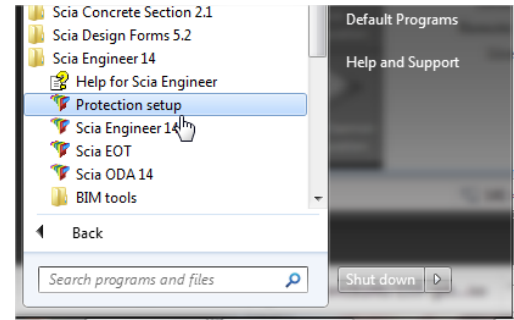 Scia Concrete Section 2.1
Scia Design Forms 5.2
Scia Engineer 14
Help for Scia Engineer
Protection setup
Scia Engineer 14
Scia EOT
Scia ODA 14
BIM tools
Back
Search programs and files
Default Programs
Help and Support
Shut down